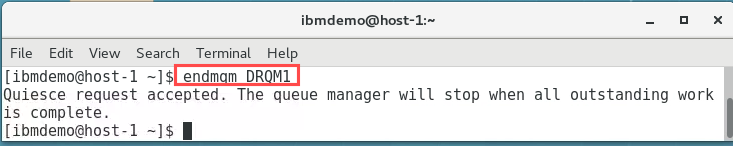 ibmdemo@host-1:~
File Edit View Search Terminal Help
[ibmdemo@host-1 ~]$ endmqm DRQM1
Quiesce request accepted. The queue manager will stop when all outstanding work
is complete.
[ibmdemo@host-1 ~]$